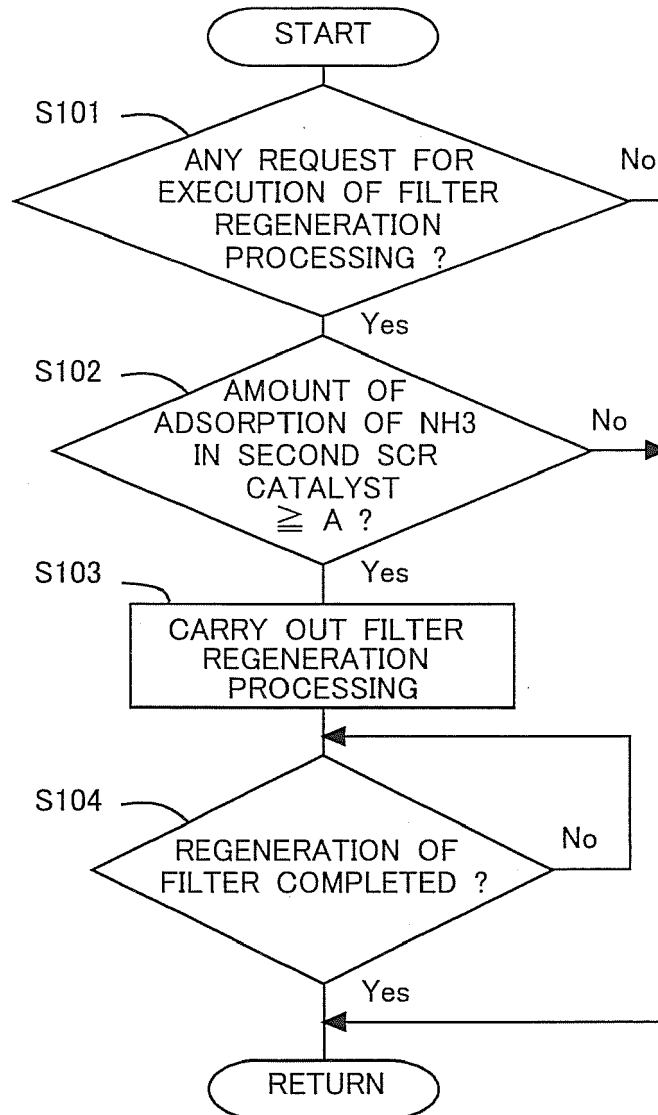 START
S101
ANY REQUEST FOR
EXECUTION OF FILTER
REGENERATION
PROCESSING ?
No
Yes
S102
AMOUNT OF
ADSORPTION OF NH3
IN SECOND SCR
CATALYST
≧ A ?
No
Yes
S103
CARRY OUT FILTER
REGENERATION
PROCESSING
S104
REGENERATION OF
FILTER COMPLETED ?
No
Yes
RETURN